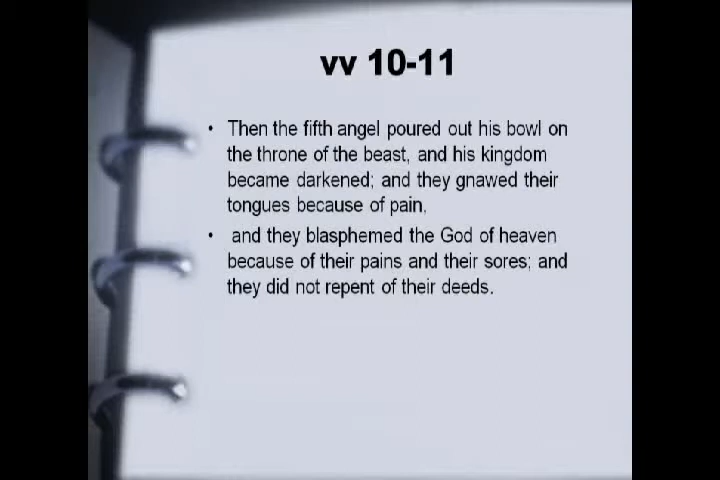 vv 10-11
• Then the fifth angel poured out his bowl on
the throne of the beast, and his kingdom
became darkened; and they gnawed their
tongues because of pain,
• and they blasphemed the God of heaven
because of their pains and their sores; and
they did not repent of their deeds.